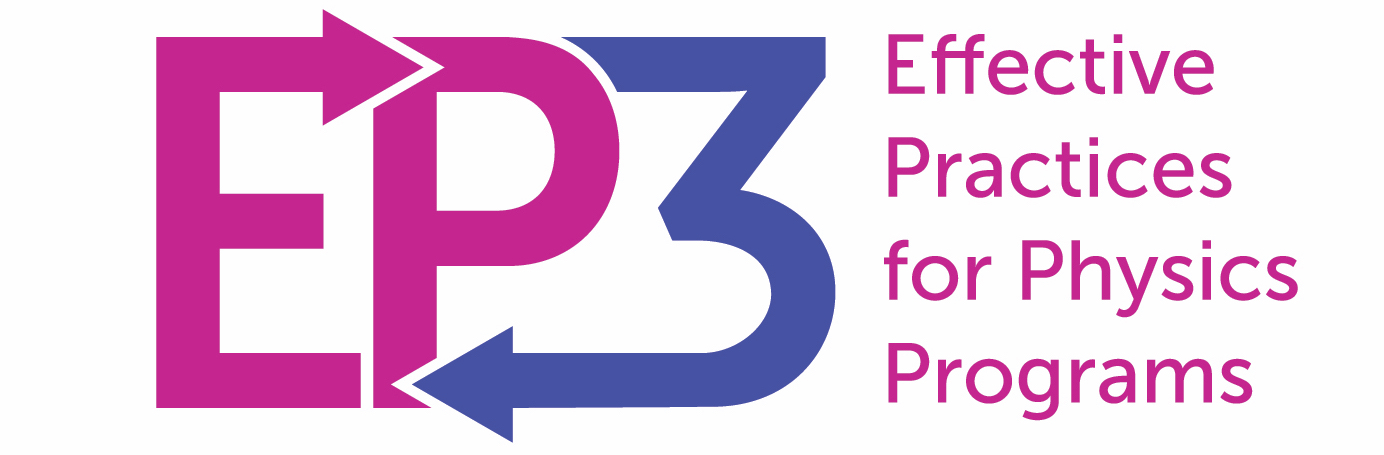 EP3
Effective
Practices
for Physics
Programs